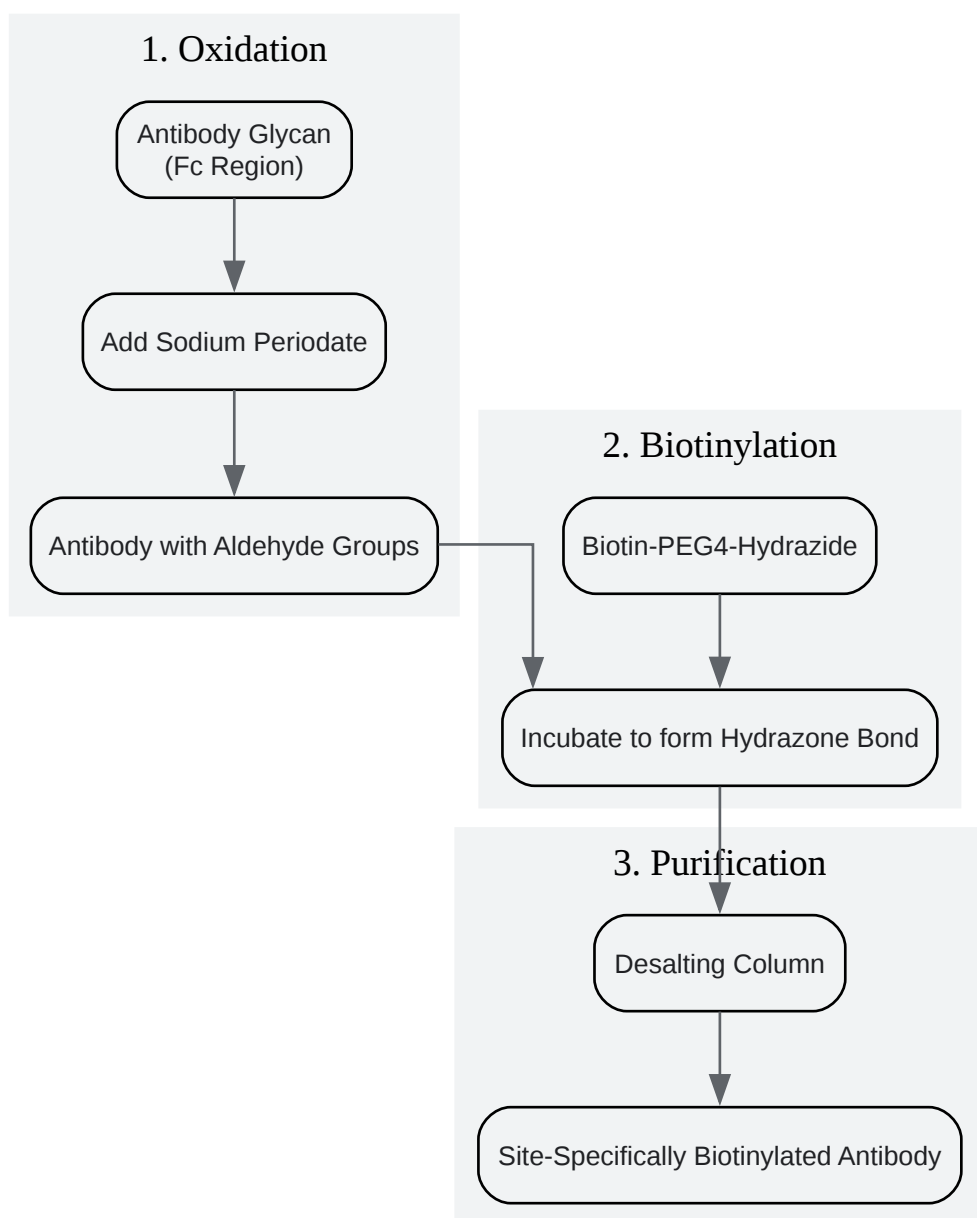 1. Oxidation
Antibody Glycan
(Fc Region)
Add Sodium Periodate
Antibody with Aldehyde Groups
2. Biotinylation
Biotin-PEG4-Hydrazide
Incubate to form Hydrazone Bond
3. Purification
Desalting Column
Site-Specifically Biotinylated Antibody